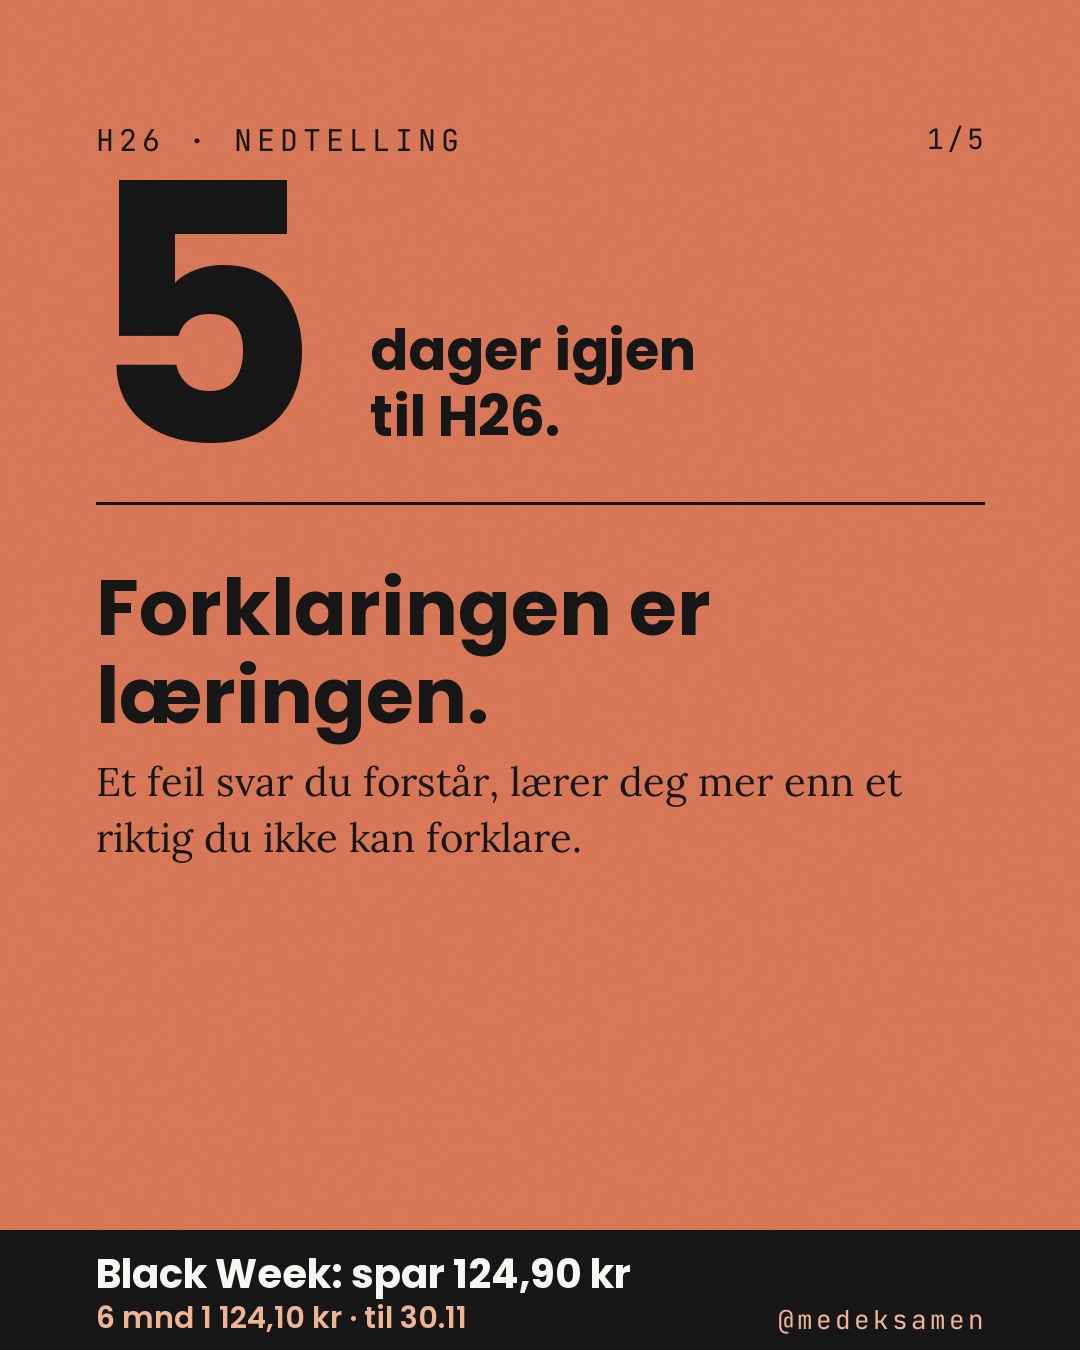 H26 · NEDTELLING
1/5
5
dager igjen
til H26.
Forklaringen er
læringen.
Et feil svar du forstår, lærer deg mer enn et
riktig du ikke kan forklare.
Black Week: spar 124,90 kr
6 mnd 1 124,10 kr · til 30.11
@medeksamen